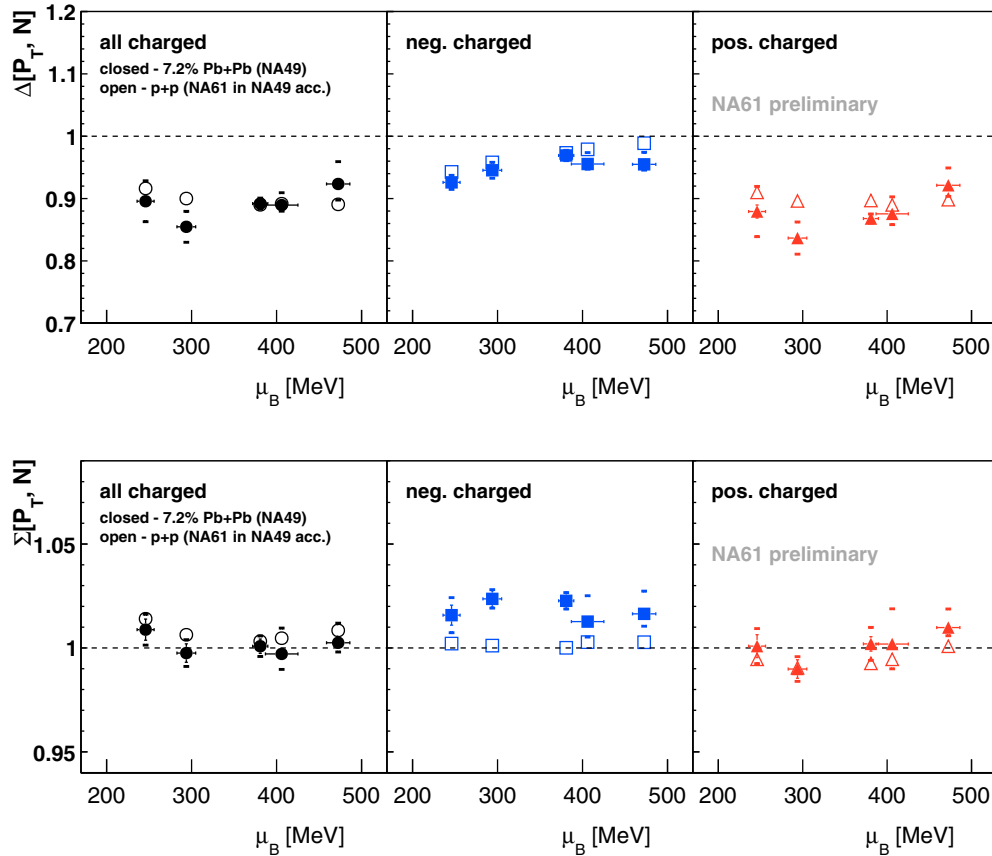 Δ[P_T, N]
1.2
1.1
1
0.9
0.8
0.7
all charged
closed - 7.2% Pb+Pb (NA49)
open - p+p (NA61 in NA49 acc.)
neg. charged
pos. charged
NA61 preliminary
200 300 400 500 200 300 400 500 200 300 400 500
μ_B [MeV] μ_B [MeV] μ_B [MeV]
Σ[P_T, N]
1.05
1
0.95
all charged
closed - 7.2% Pb+Pb (NA49)
open - p+p (NA61 in NA49 acc.)
neg. charged
pos. charged
NA61 preliminary
200 300 400 500 200 300 400 500 200 300 400 500
μ_B [MeV] μ_B [MeV] μ_B [MeV]